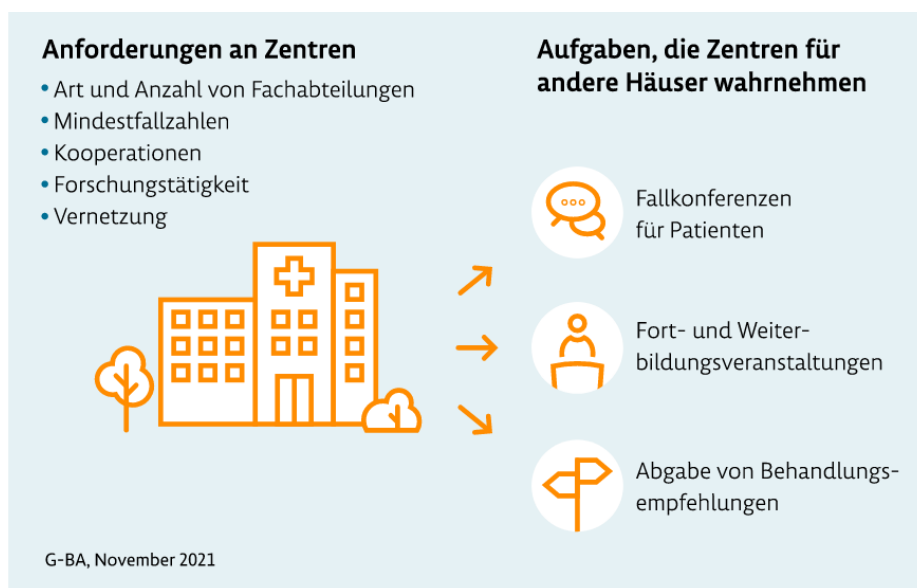 Anforderungen an Zentren
• Art und Anzahl von Fachabteilungen
• Mindestfallzahlen
• Kooperationen
• Forschungstätigkeit
• Vernetzung
Aufgaben, die Zentren für
andere Häuser wahrnehmen
Fallkonferenzen
für Patienten
Fort- und Weiter-
bildungsveranstaltungen
Abgabe von Behandlungs-
empfehlungen
G-BA, November 2021